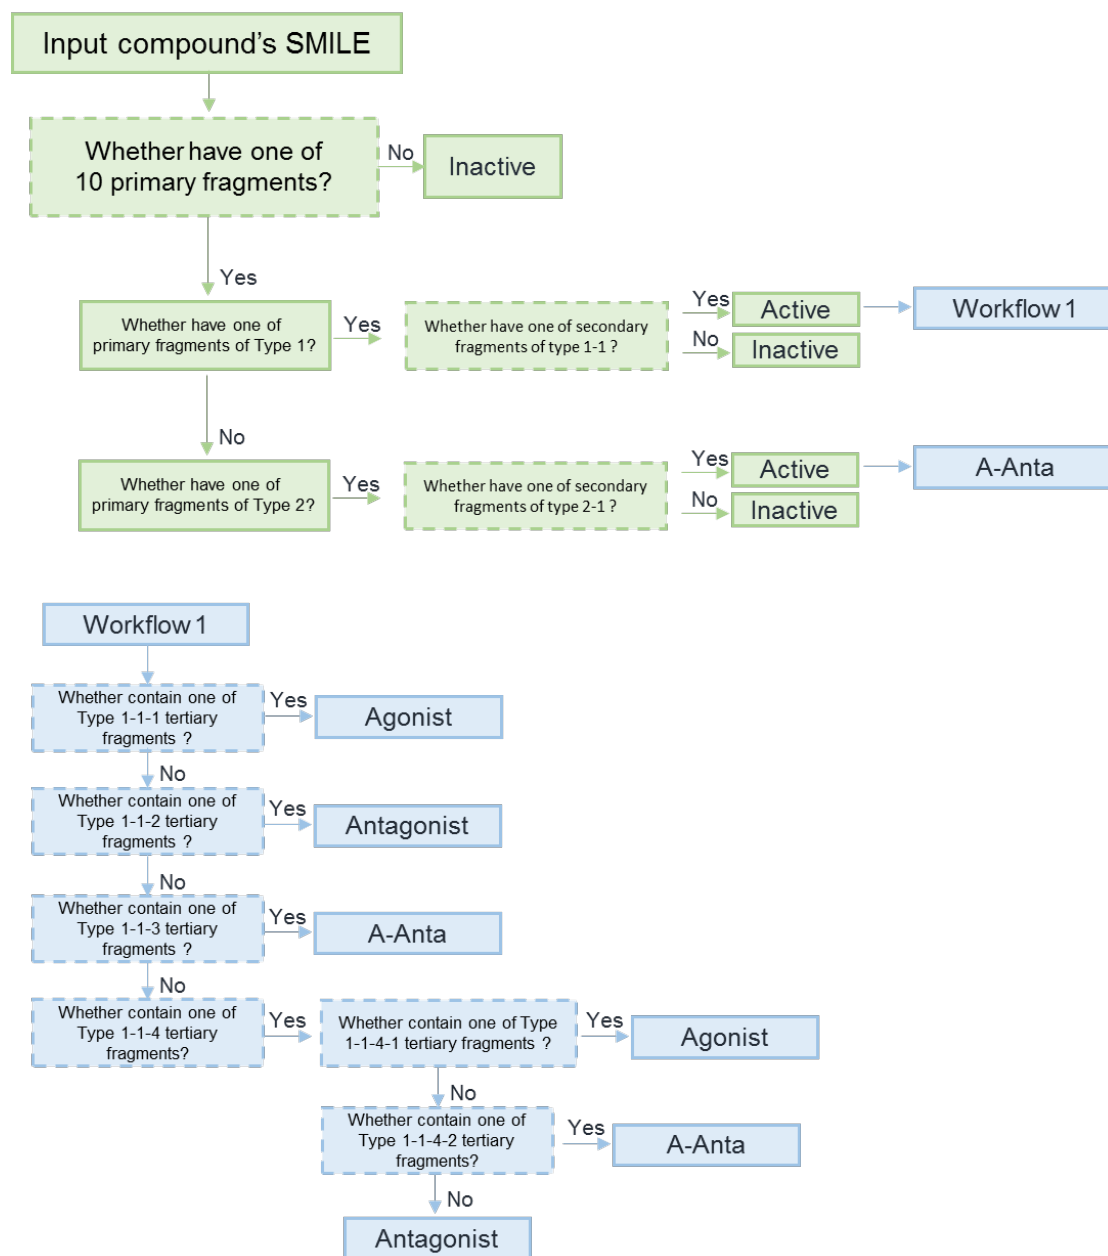 Input compound's SMILE
Whether have one of
10 primary fragments?
No
Inactive
Yes
Whether have one of
primary fragments of Type 1?
Yes
Whether have one of secondary
fragments of type 1-1 ?
Yes
Active
Workflow 1
No
Inactive
No
Whether have one of
primary fragments of Type 2?
Yes
Whether have one of secondary
fragments of type 2-1 ?
Yes
Active
A-Anta
No
Inactive
Workflow 1
Whether contain one of
Type 1-1-1 tertiary
fragments ?
Yes
Agonist
No
Whether contain one of
Type 1-1-2 tertiary
fragments ?
Yes
Antagonist
No
Whether contain one of
Type 1-1-3 tertiary
fragments ?
Yes
A-Anta
No
Whether contain one of
Type 1-1-4 tertiary
fragments?
Yes
Whether contain one of Type
1-1-4-1 tertiary fragments ?
Yes
Agonist
No
Whether contain one of
Type 1-1-4-2 tertiary
fragments?
Yes
A-Anta
No
Antagonist